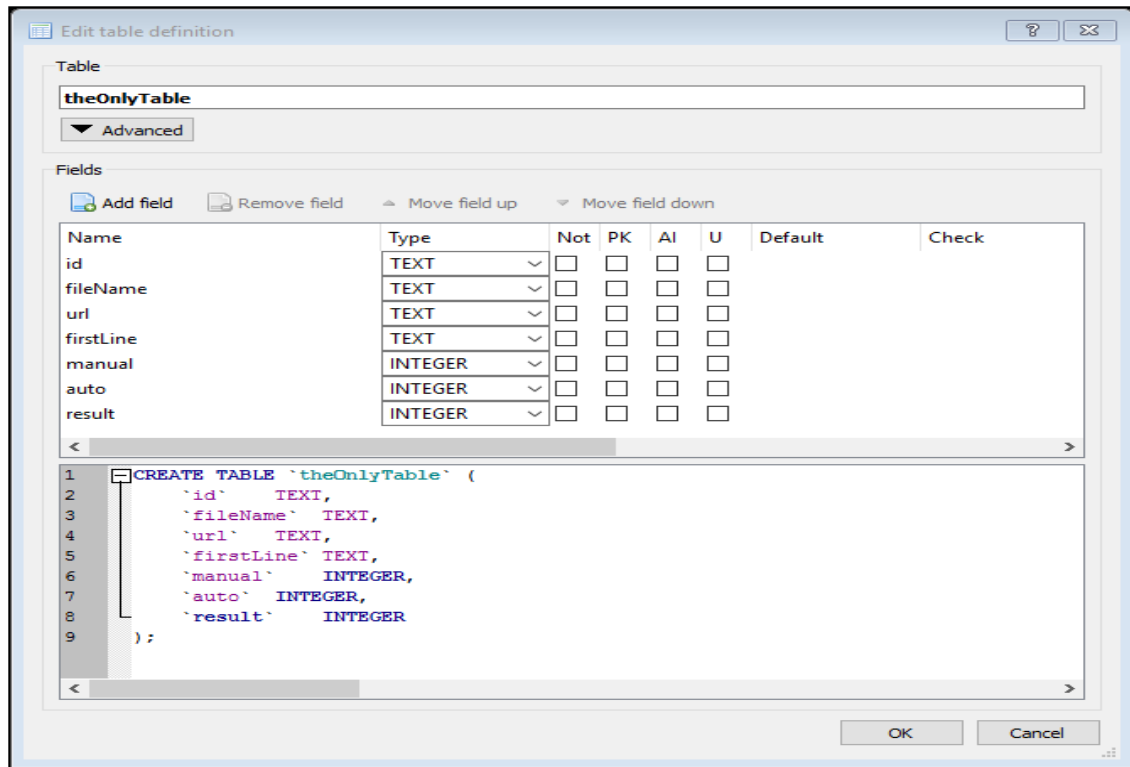 Edit table definition
Table
theOnlyTable
Advanced
Fields
Add field Remove field Move field up Move field down
Name Type Not PK AI U Default Check
id TEXT
fileName TEXT
url TEXT
firstLine TEXT
manual INTEGER
auto INTEGER
result INTEGER
1 CREATE TABLE `theOnlyTable` (
2 `id` TEXT,
3 `fileName` TEXT,
4 `url` TEXT,
5 `firstLine` TEXT,
6 `manual` INTEGER,
7 `auto` INTEGER,
8 `result` INTEGER
9 );
OK Cancel